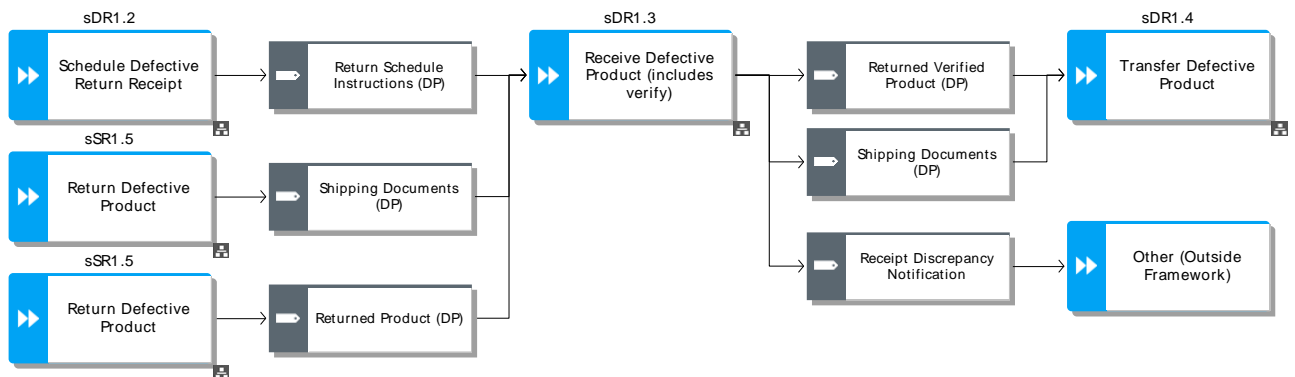 sDR1.2
Schedule Defective
Return Receipt
Return Schedule
Instructions (DP)
sDR1.3
Receive Defective
Product (includes
verify)
Returned Verified
Product (DP)
sDR1.4
Transfer Defective
Product
sSR1.5
Return Defective
Product
Shipping Documents
(DP)
Shipping Documents
(DP)
sSR1.5
Return Defective
Product
Returned Product (DP)
Receipt Discrepancy
Notification
Other (Outside
Framework)